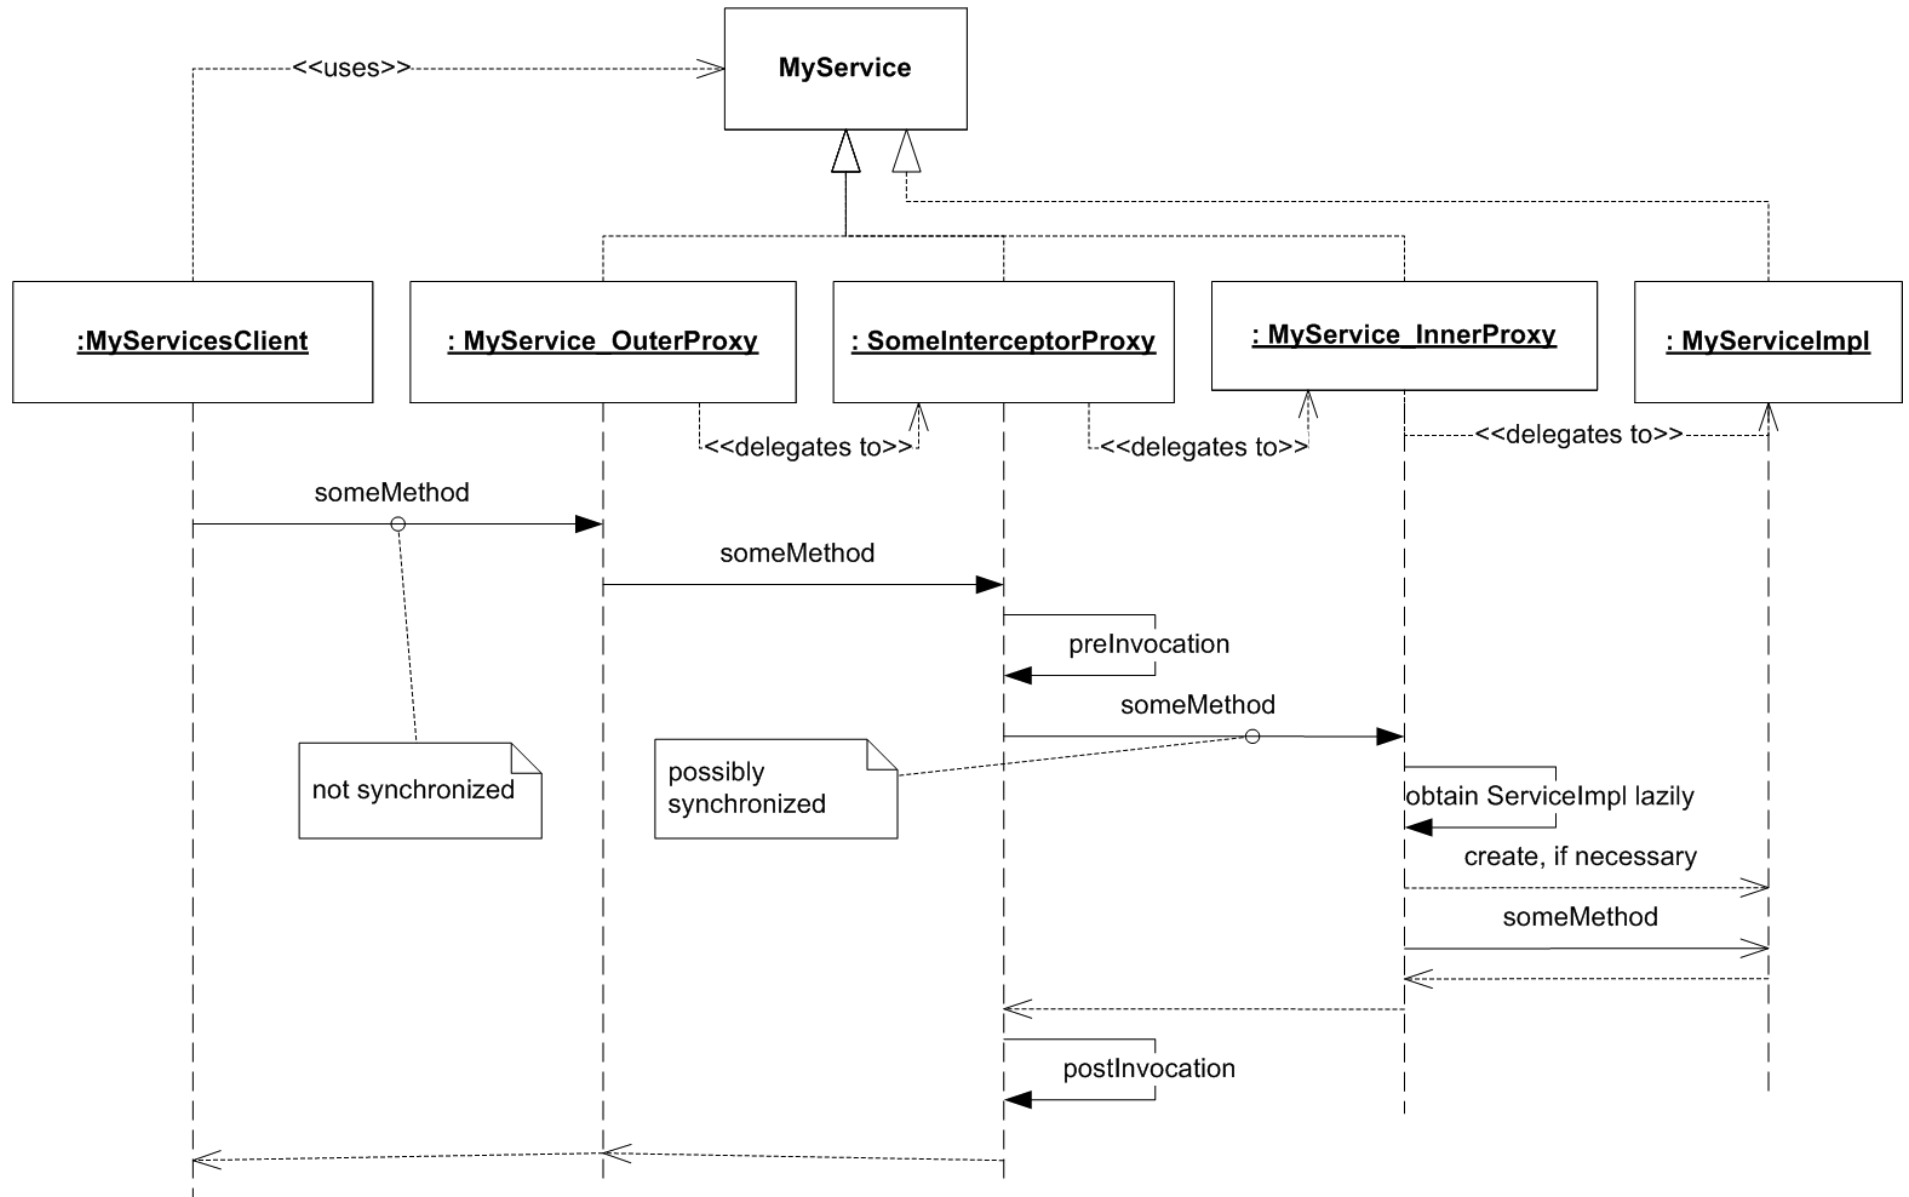 MyService
<<uses>>
:MyServicesClient
: MyService_OuterProxy
: SomeInterceptorProxy
: MyService_InnerProxy
: MyServiceImpl
<<delegates to>>
<<delegates to>>
<<delegates to>>
someMethod
someMethod
preInvocation
someMethod
not synchronized
possibly
synchronized
obtain ServiceImpl lazily
create, if necessary
someMethod
postInvocation